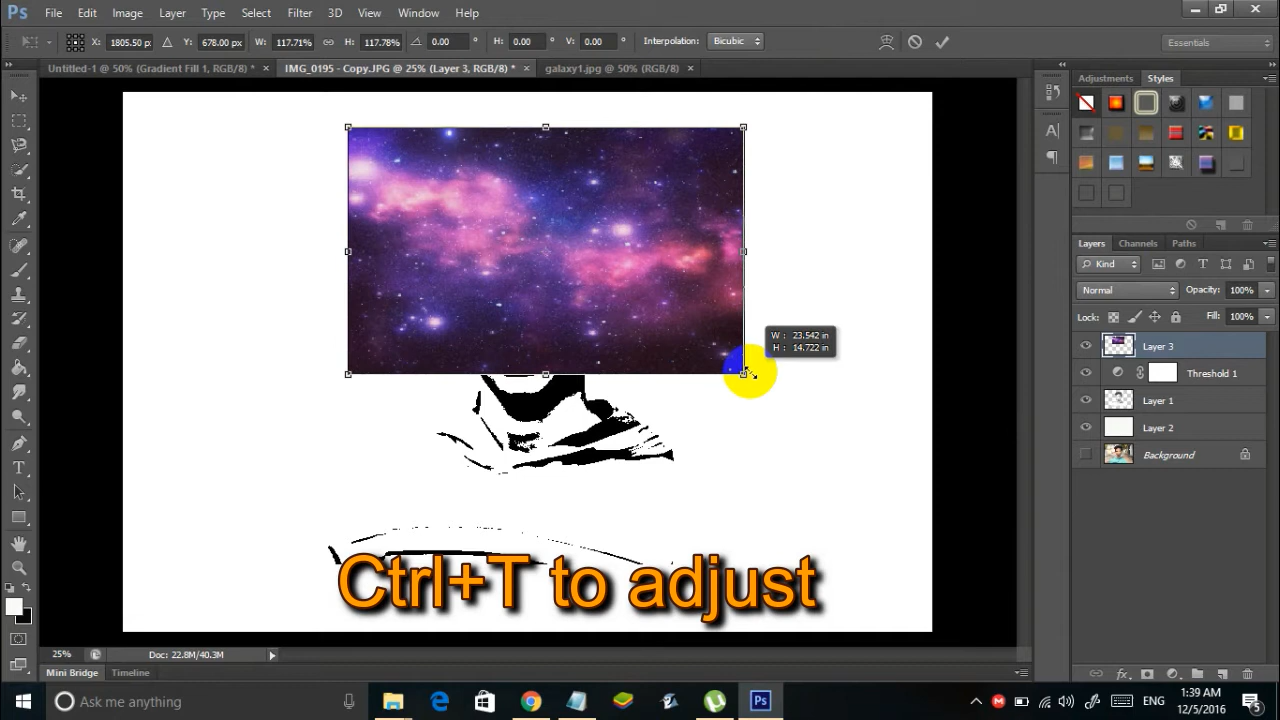 Ps File Edit Image Layer Type Select Filter 3D View Window Help
X: 1805.50 px Y: 678.00 px W: 117.71% H: 117.78% 0.00 ° H: 0.00 ° V: 0.00 ° Interpolation: Bicubic Essentials
Untitled-1 @ 50% (Gradient Fill 1, RGB/8) * × IMG_0195 - Copy.JPG @ 25% (Layer 3, RGB/8) * × galaxy1.jpg @ 50% (RGB/8) ×
Adjustments Styles
Layers Channels Paths
Kind
Normal Opacity: 100%
Lock: Fill: 100%
W : 23.542 in
H : 14.722 in
Layer 3
Threshold 1
Layer 1
Layer 2
Background
Ctrl+T to adjust
25% Doc: 22.8M/40.3M
Mini Bridge Timeline
Ask me anything
ENG
1:39 AM
12/5/2016
5